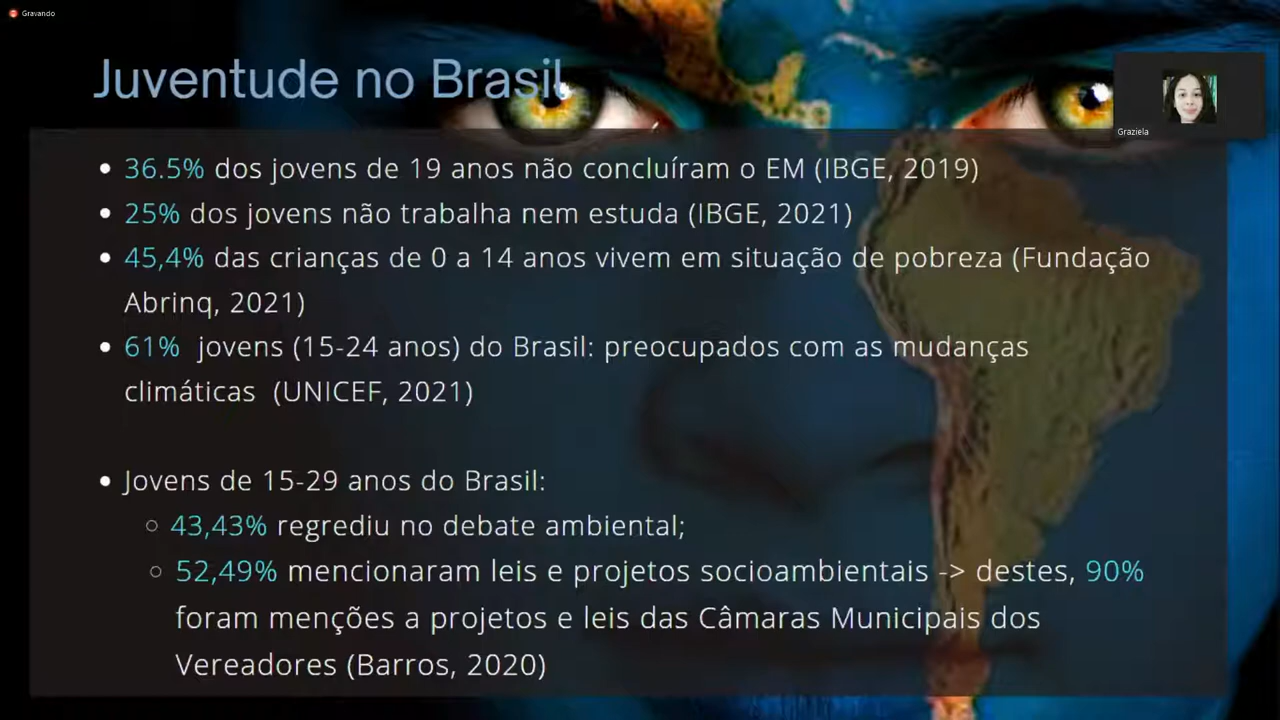 Gravando
Juventude no Brasil
Graziela
• 36.5% dos jovens de 19 anos não concluíram o EM (IBGE, 2019)
• 25% dos jovens não trabalha nem estuda (IBGE, 2021)
• 45,4% das crianças de 0 a 14 anos vivem em situação de pobreza (Fundação
Abrinq, 2021)
• 61% jovens (15-24 anos) do Brasil: preocupados com as mudanças
climáticas (UNICEF, 2021)
• Jovens de 15-29 anos do Brasil:
○ 43,43% regrediu no debate ambiental;
○ 52,49% mencionaram leis e projetos socioambientais -> destes, 90%
foram menções a projetos e leis das Câmaras Municipais dos
Vereadores (Barros, 2020)